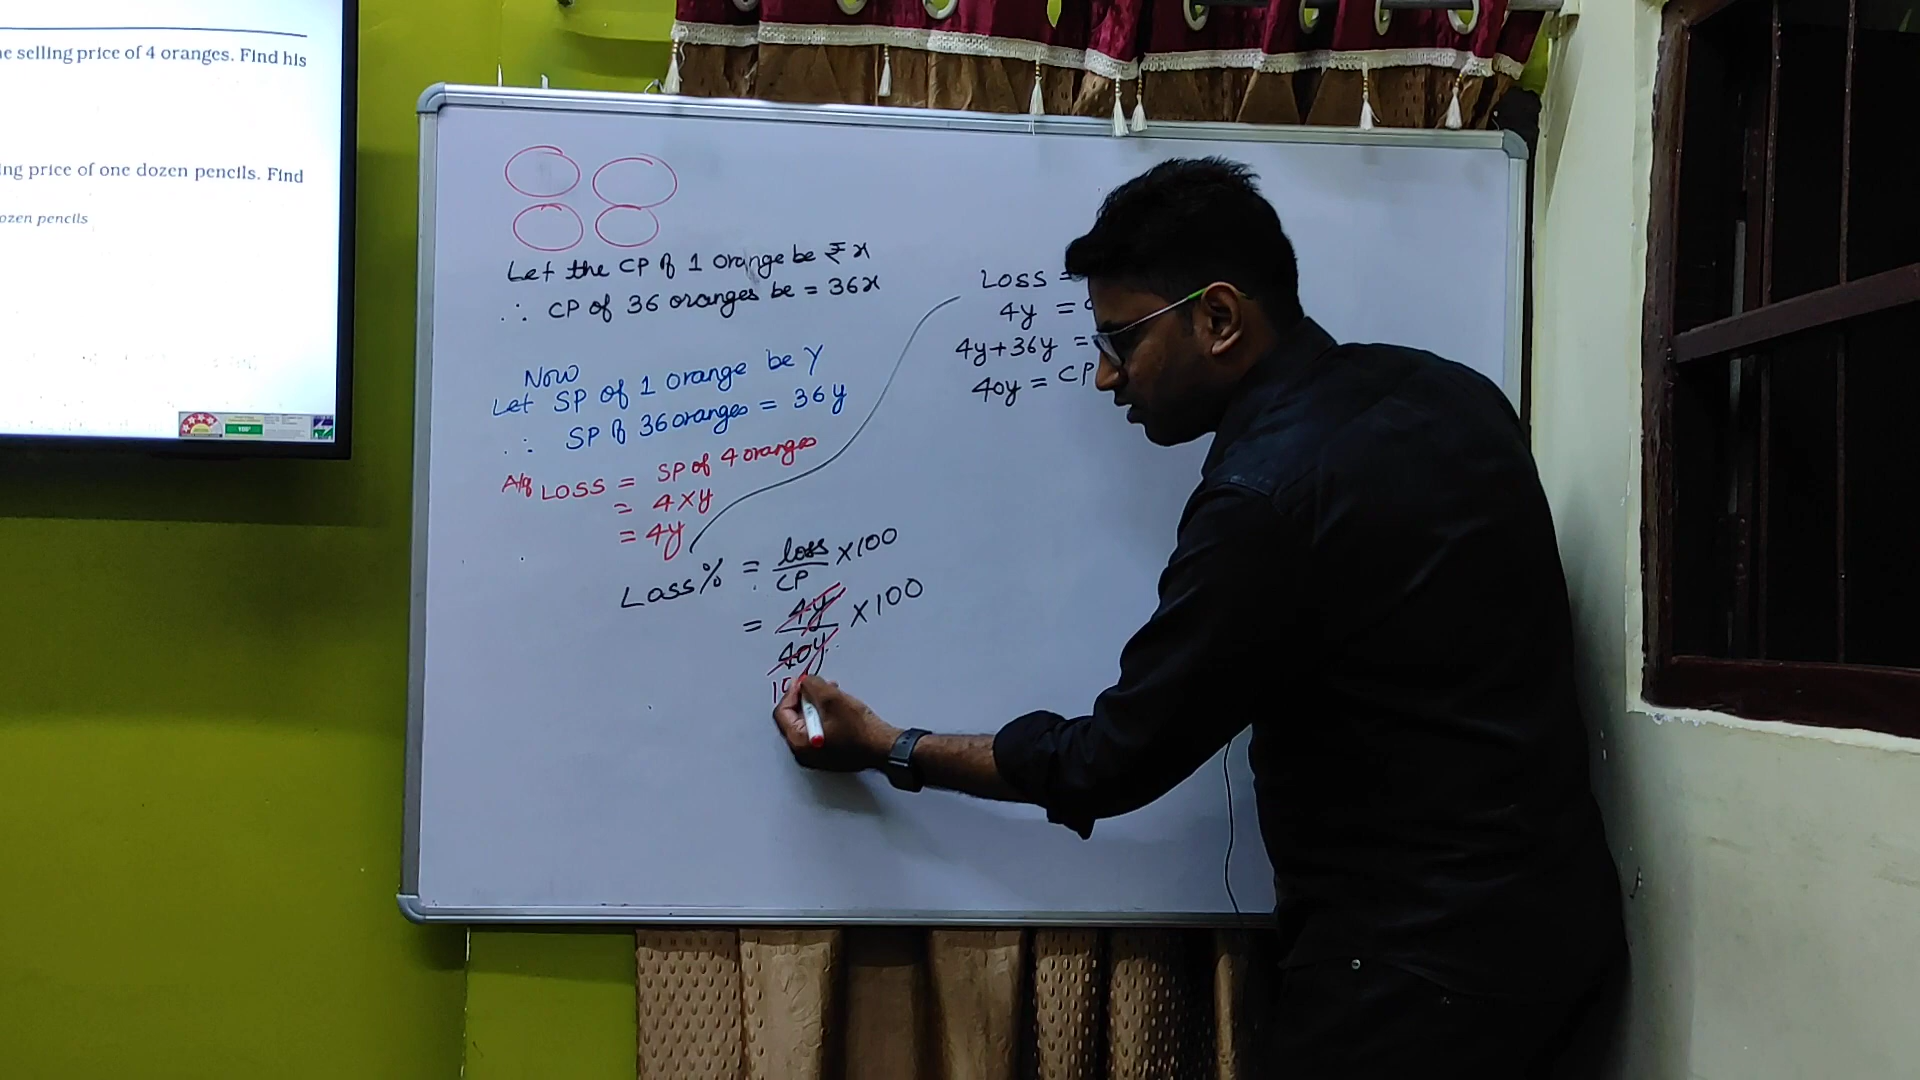 e selling price of 4 oranges. Find his
ing price of one dozen pencils. Find
ozen pencils
Let the CP of 1 orange be ₹ x
∴ CP of 36 oranges be = 36x
Now
Let SP of 1 orange be Y
∴ SP of 36 oranges = 36y
A/q LOSS = SP of 4 oranges
= 4 × y
= 4y
Loss% = loss/CP × 100
= 4y/40y × 100
10
LOSS =
4y =
4y+36y =
40y = CP